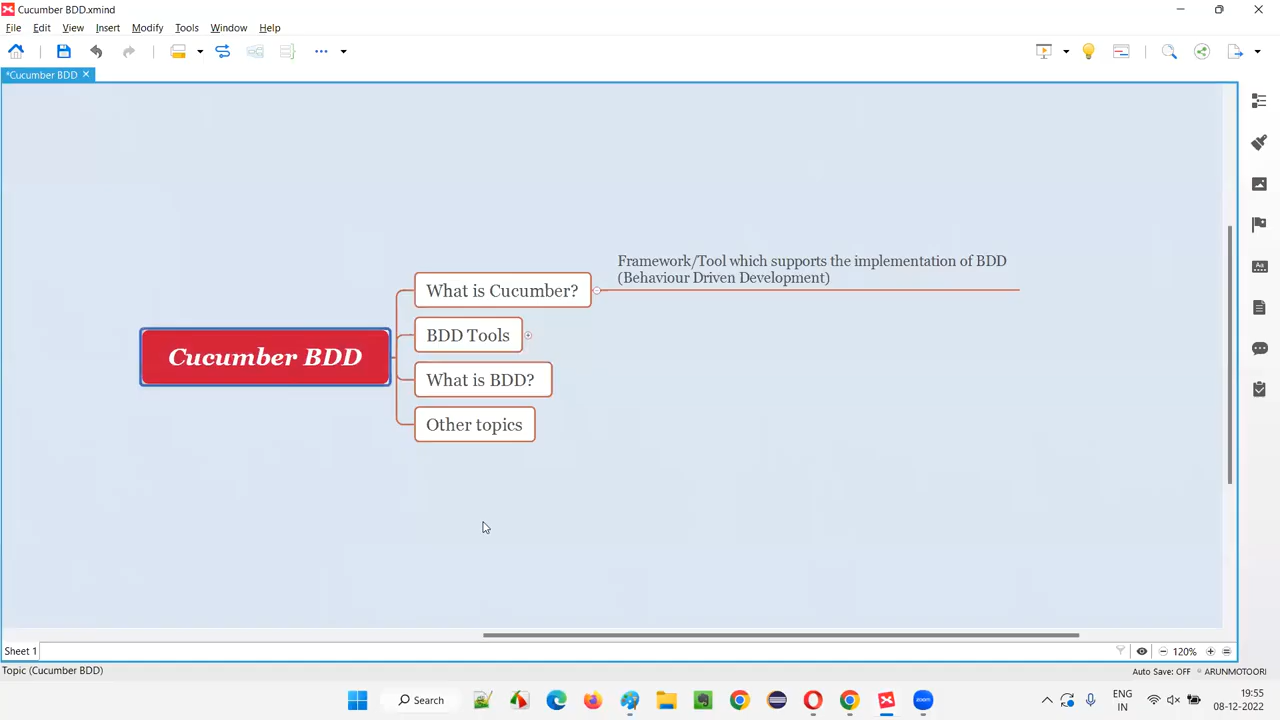 Cucumber BDD.xmind
File Edit View Insert Modify Tools Window Help
*Cucumber BDD
Framework/Tool which supports the implementation of BDD
(Behaviour Driven Development)
What is Cucumber?
BDD Tools
Cucumber BDD
What is BDD?
Other topics
Sheet 1
120%
Topic (Cucumber BDD)
Auto Save: OFF
ARUNMOTOORI
Search
zoom
ENG
IN
19:55
08-12-2022